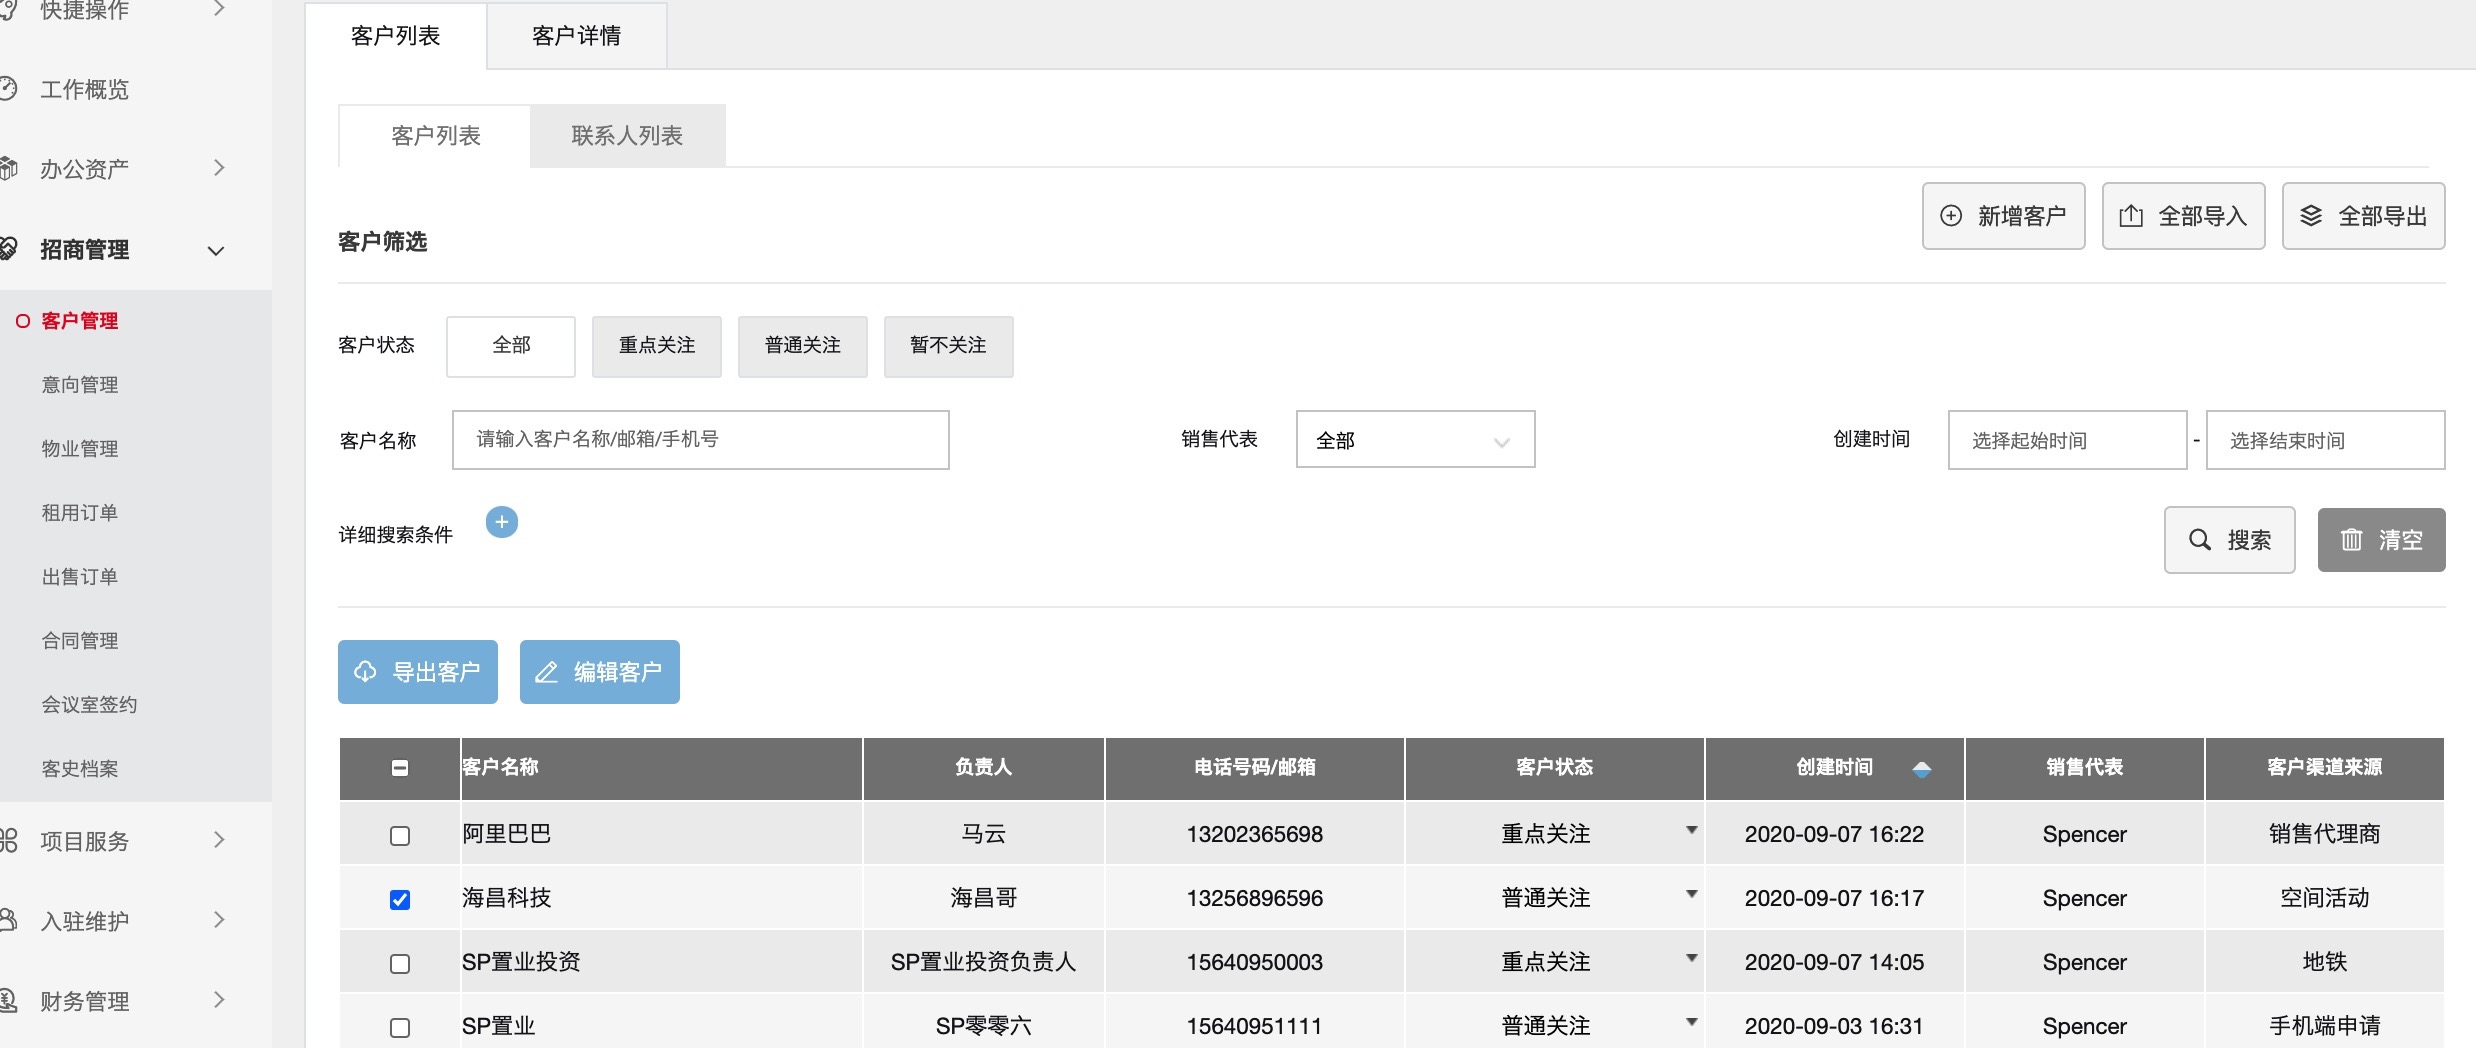 快捷操作
工作概览
办公资产
招商管理
客户管理
意向管理
物业管理
租用订单
出售订单
合同管理
会议室签约
客史档案
项目服务
入驻维护
财务管理
客户列表 客户详情
客户列表 联系人列表
客户筛选 新增客户 全部导入 全部导出
客户状态 全部 重点关注 普通关注 暂不关注
客户名称 请输入客户名称/邮箱/手机号 销售代表 全部 创建时间 选择起始时间 - 选择结束时间
详细搜索条件 搜索 清空
导出客户 编辑客户
客户名称 负责人 电话号码/邮箱 客户状态 创建时间 销售代表 客户渠道来源
阿里巴巴 马云 13202365698 重点关注 2020-09-07 16:22 Spencer 销售代理商
海昌科技 海昌哥 13256896596 普通关注 2020-09-07 16:17 Spencer 空间活动
SP置业投资 SP置业投资负责人 15640950003 重点关注 2020-09-07 14:05 Spencer 地铁
SP置业 SP零零六 15640951111 普通关注 2020-09-03 16:31 Spencer 手机端申请